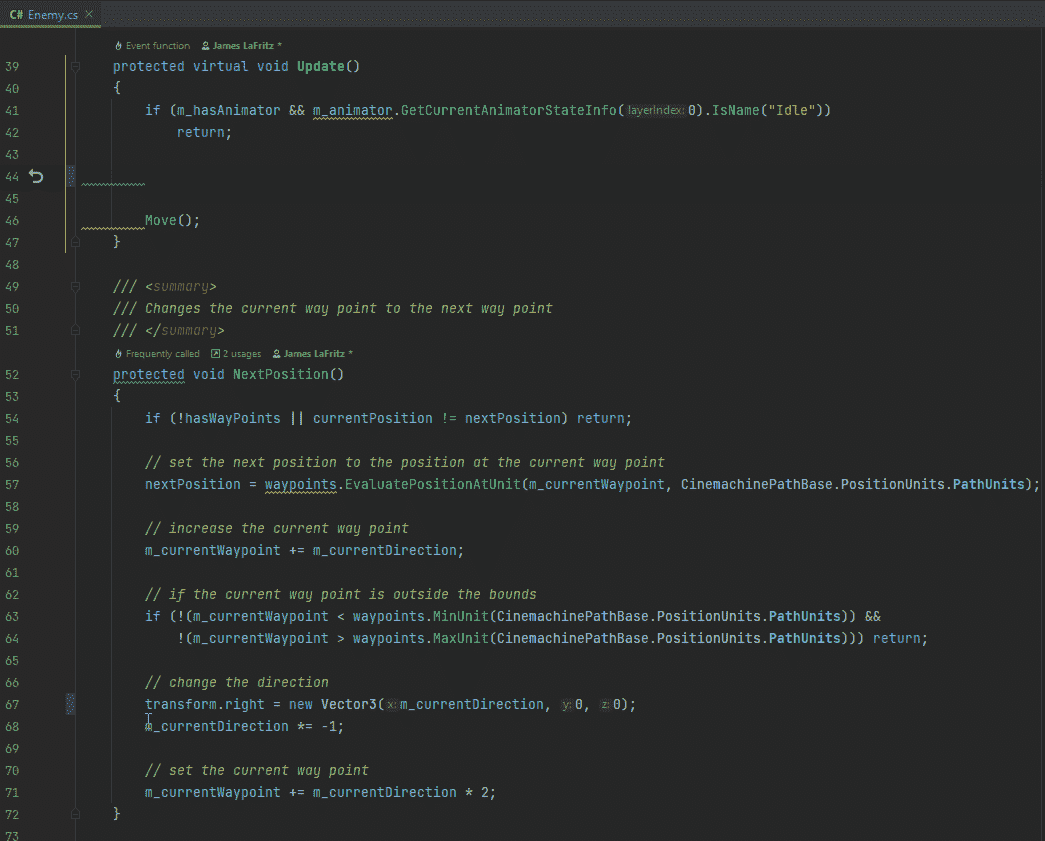 C# Enemy.cs
Event function James LaFritz *
39 protected virtual void Update()
40 {
41 if (m_hasAnimator && m_animator.GetCurrentAnimatorStateInfo(layerIndex: 0).IsName("Idle"))
42 return;
43
44
45
46 Move();
47 }
48
49 /// <summary>
50 /// Changes the current way point to the next way point
51 /// </summary>
Frequently called 2 usages James LaFritz *
52 protected void NextPosition()
53 {
54 if (!hasWayPoints || currentPosition != nextPosition) return;
55
56 // set the next position to the position at the current way point
57 nextPosition = waypoints.EvaluatePositionAtUnit(m_currentWaypoint, CinemachinePathBase.PositionUnits.PathUnits);
58
59 // increase the current way point
60 m_currentWaypoint += m_currentDirection;
61
62 // if the current way point is outside the bounds
63 if (!(m_currentWaypoint < waypoints.MinUnit(CinemachinePathBase.PositionUnits.PathUnits)) &&
64 !(m_currentWaypoint > waypoints.MaxUnit(CinemachinePathBase.PositionUnits.PathUnits))) return;
65
66 // change the direction
67 transform.right = new Vector3(x: m_currentDirection, y: 0, z: 0);
68 m_currentDirection *= -1;
69
70 // set the current way point
71 m_currentWaypoint += m_currentDirection * 2;
72 }
73